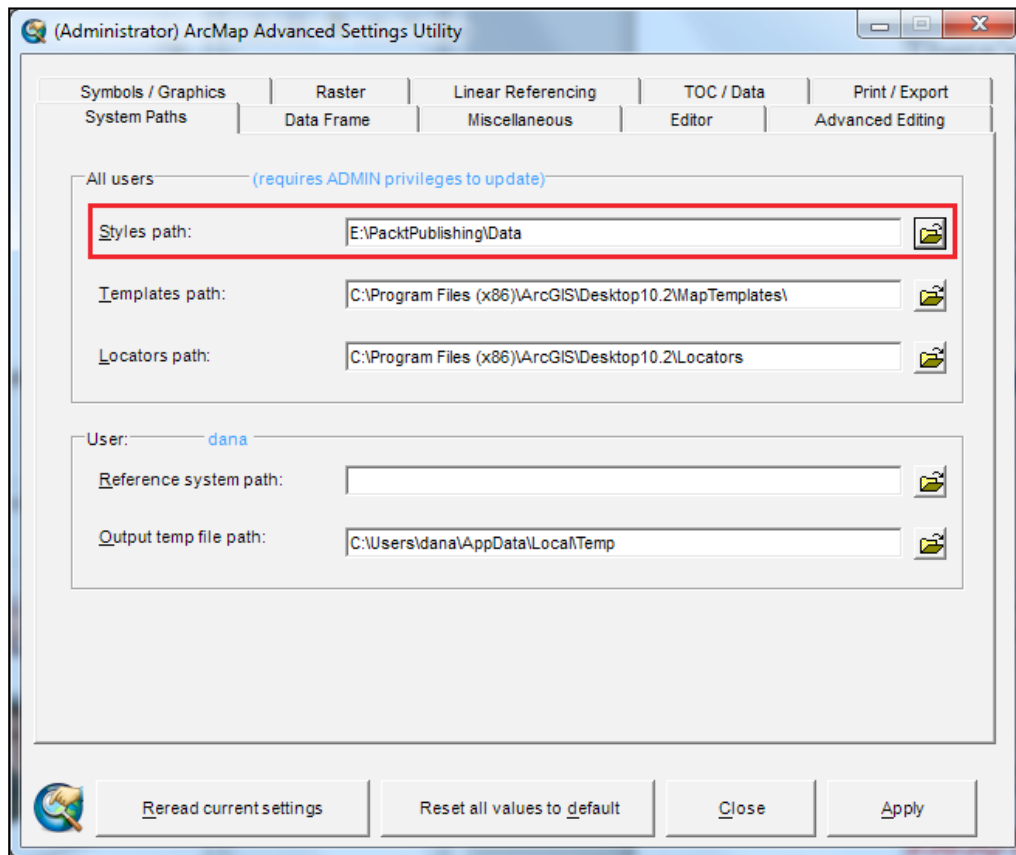 (Administrator) ArcMap Advanced Settings Utility
Symbols / Graphics Raster Linear Referencing TOC / Data Print / Export
System Paths Data Frame Miscellaneous Editor Advanced Editing
All users (requires ADMIN privileges to update)
Styles path: E:\PacktPublishing\Data
Templates path: C:\Program Files (x86)\ArcGIS\Desktop10.2\MapTemplates\
Locators path: C:\Program Files (x86)\ArcGIS\Desktop10.2\Locators
User: dana
Reference system path:
Output temp file path: C:\Users\dana\AppData\Local\Temp
Reread current settings Reset all values to default Close Apply